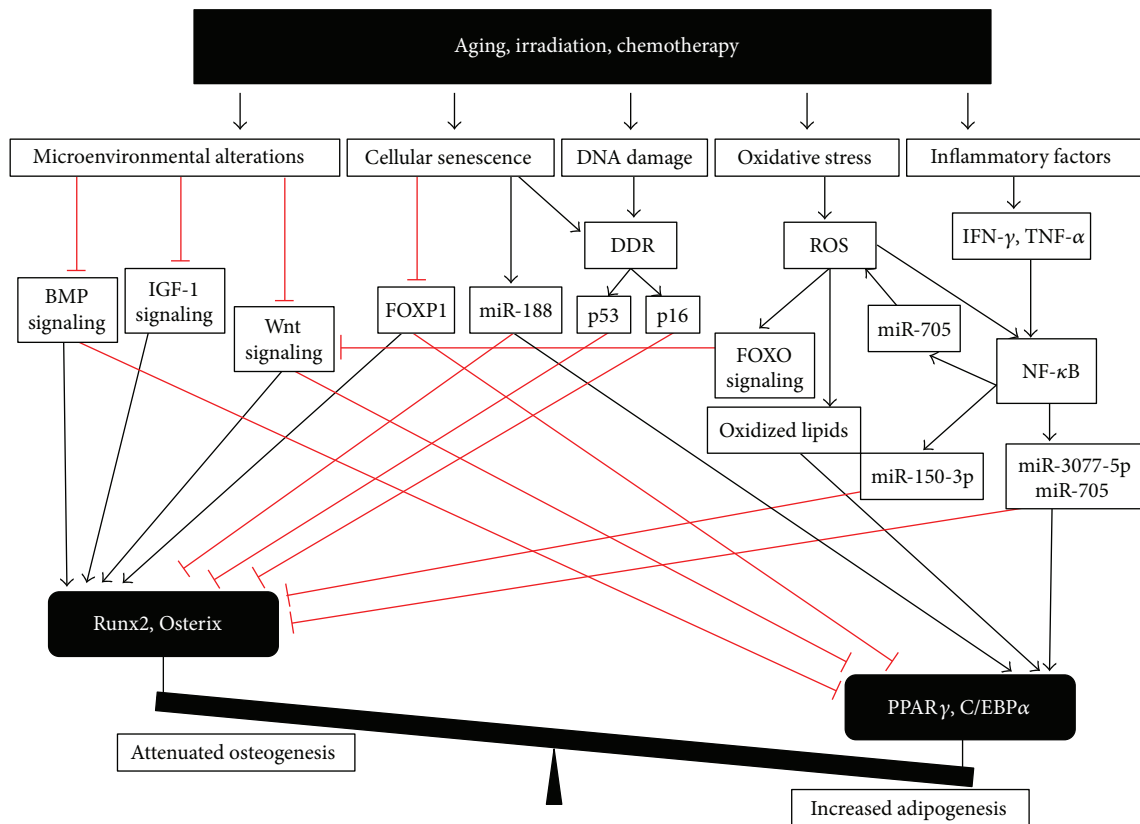 Aging, irradiation, chemotherapy
Microenvironmental alterations
Cellular senescence
DNA damage
Oxidative stress
Inflammatory factors
DDR
ROS
IFN-γ, TNF-α
BMP
signaling
IGF-1
signaling
Wnt
signaling
FOXP1
miR-188
p53
p16
FOXO
signaling
miR-705
NF-κB
Oxidized lipids
miR-150-3p
miR-3077-5p
miR-705
Runx2, Osterix
PPARγ, C/EBPα
Attenuated osteogenesis
Increased adipogenesis